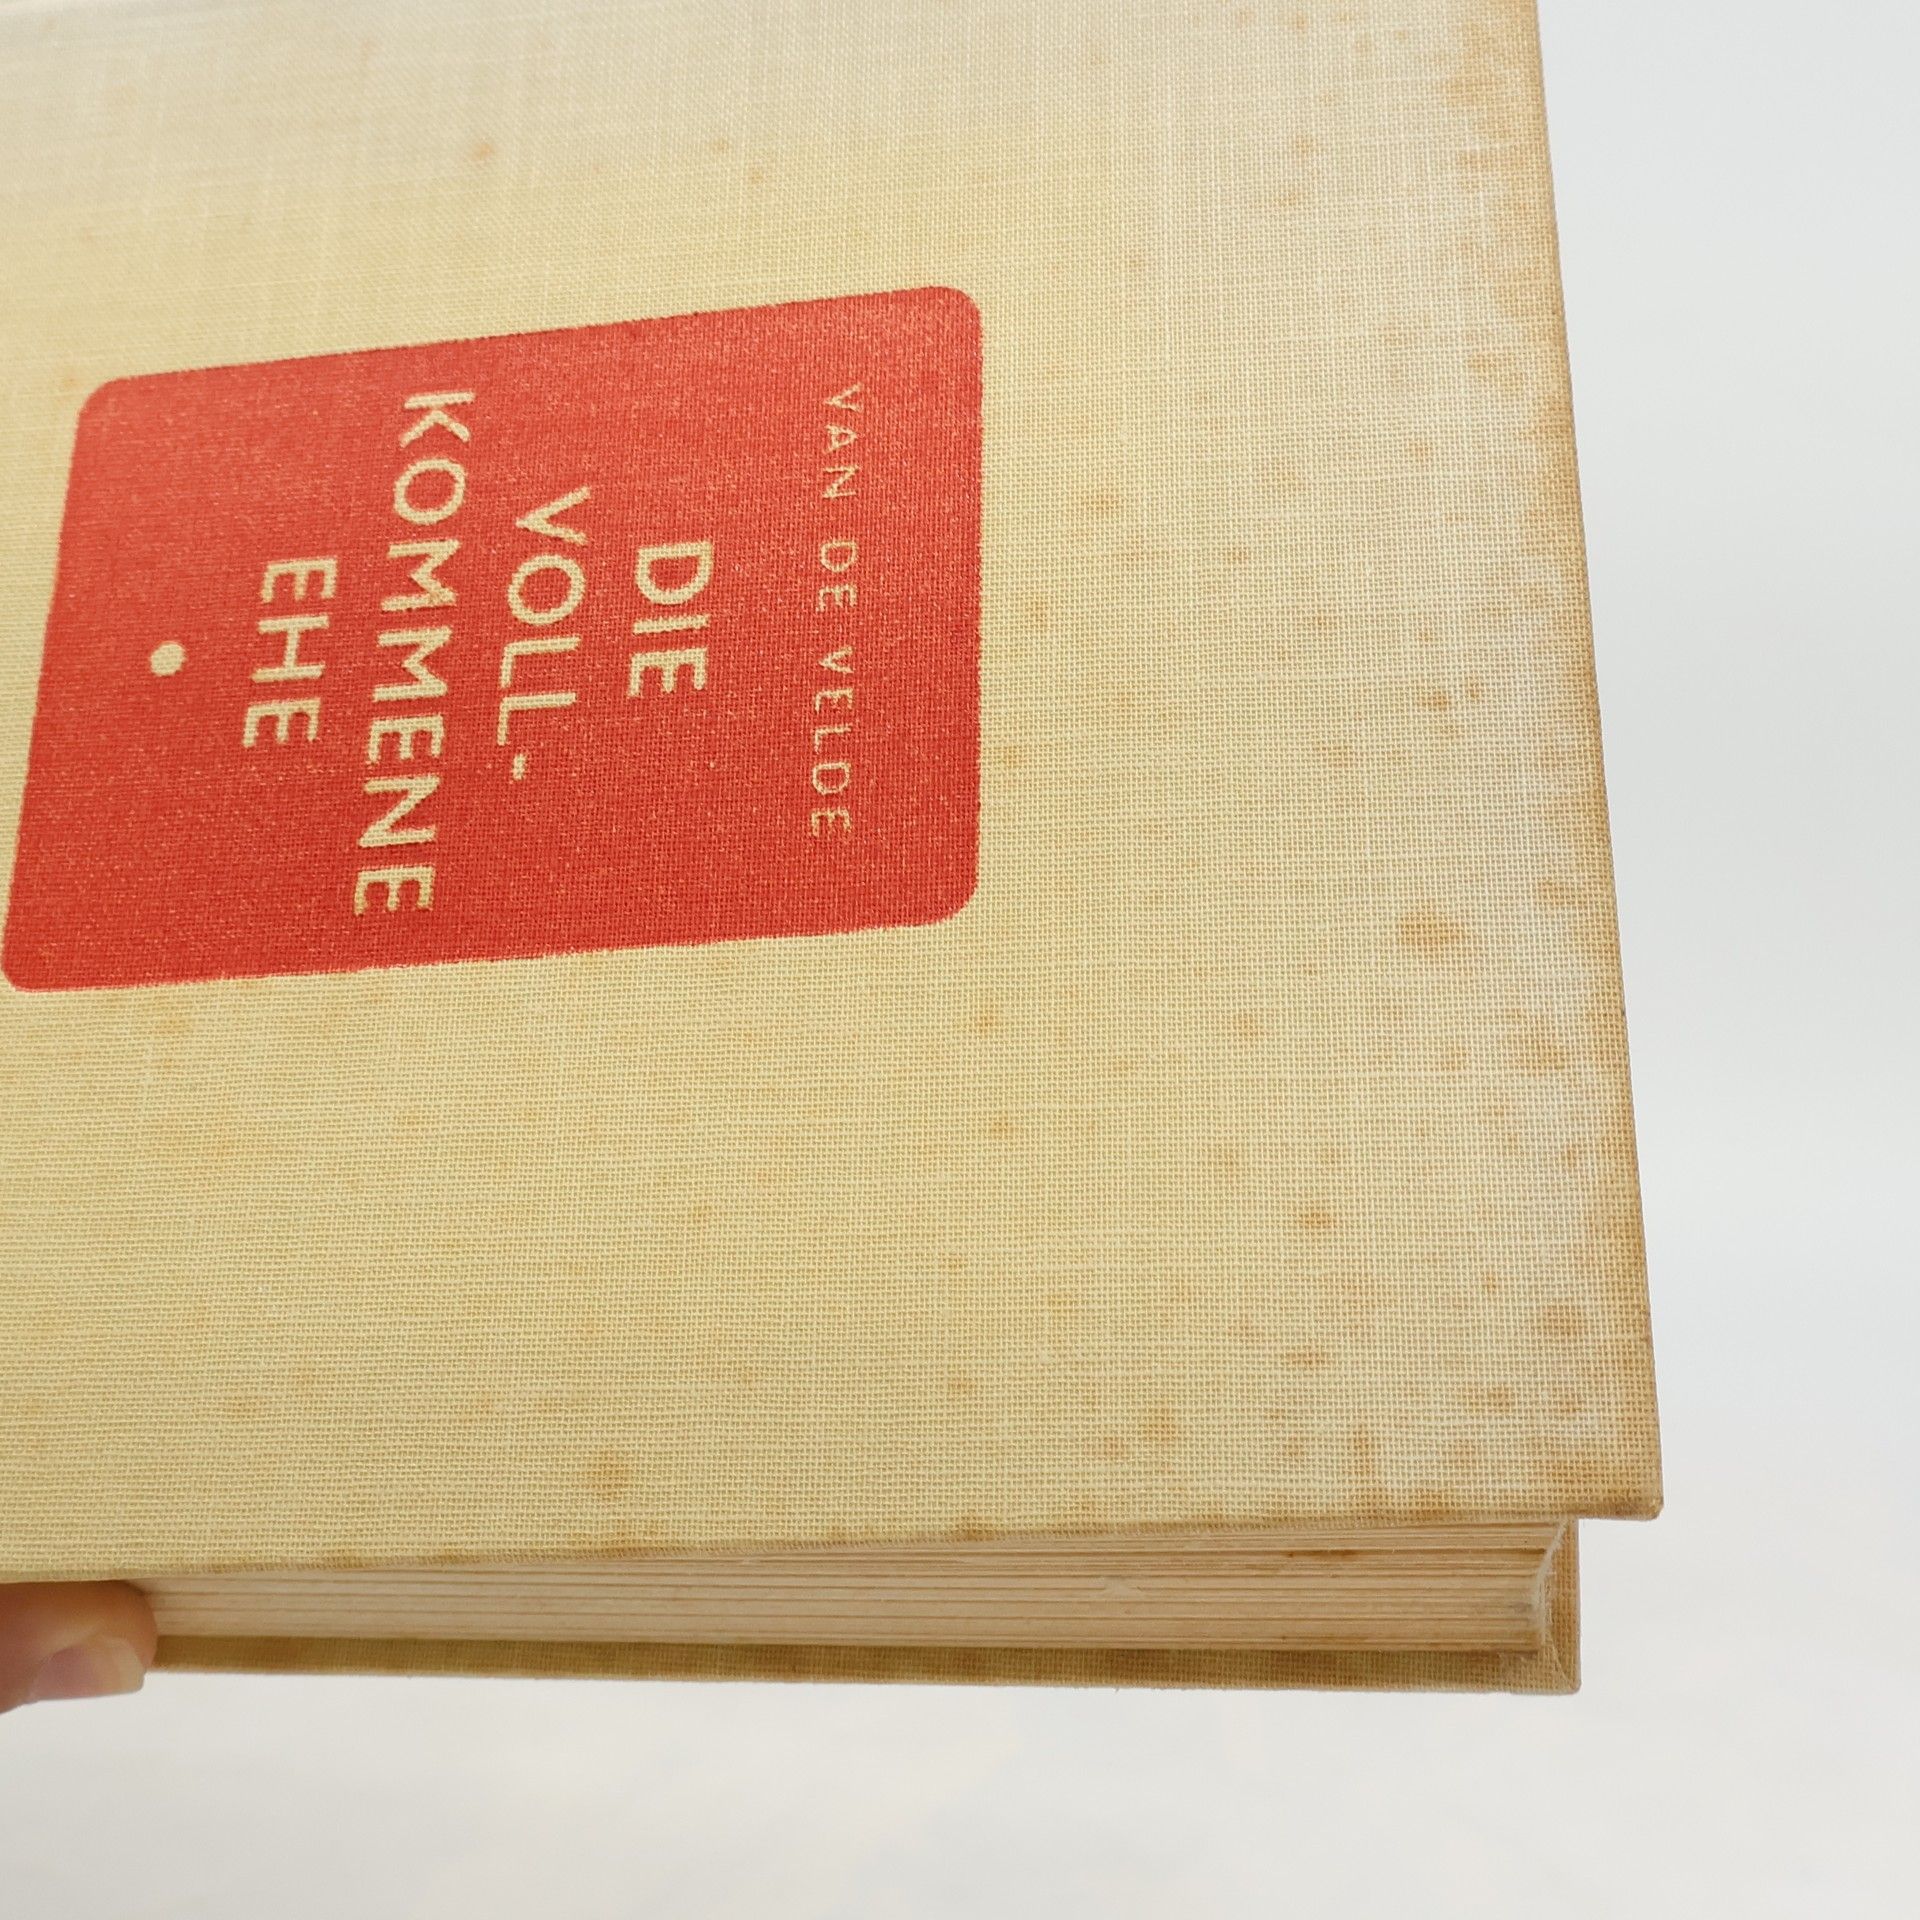 VAN DE VELDE
DIE
VOLL-
KOMMENE
EHE